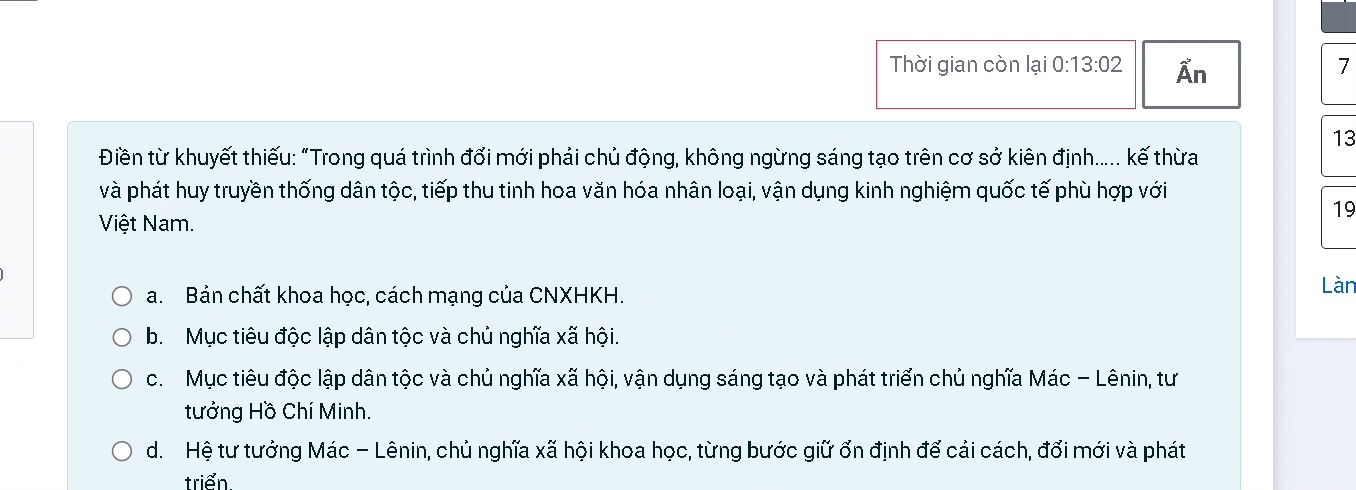 Thời gian còn lại 0:13:02
Ẩn
7
13
19
Điền từ khuyết thiếu: “Trong quá trình đổi mới phải chủ động, không ngừng sáng tạo trên cơ sở kiên định..... kế thừa
và phát huy truyền thống dân tộc, tiếp thu tinh hoa văn hóa nhân loại, vận dụng kinh nghiệm quốc tế phù hợp với
Việt Nam.
a. Bản chất khoa học, cách mạng của CNXHKH.
b. Mục tiêu độc lập dân tộc và chủ nghĩa xã hội.
c. Mục tiêu độc lập dân tộc và chủ nghĩa xã hội, vận dụng sáng tạo và phát triển chủ nghĩa Mác – Lênin, tư
tưởng Hồ Chí Minh.
d. Hệ tư tưởng Mác – Lênin, chủ nghĩa xã hội khoa học, từng bước giữ ổn định để cải cách, đổi mới và phát
triển.